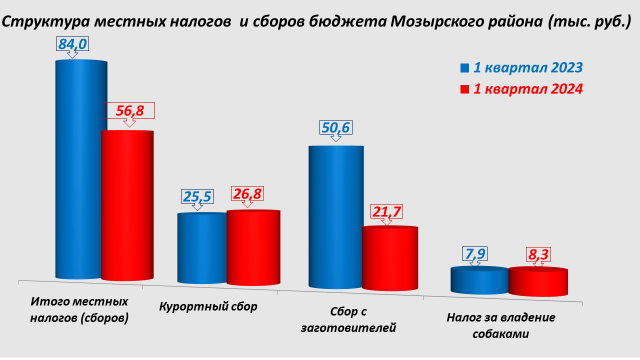 Структура местных налогов и сборов бюджета Мозырского района (тыс. руб.)
84,0
1 квартал 2023
1 квартал 2024
56,8
50,6
25,5
26,8
21,7
7,9
8,3
Итого местных
налогов (сборов)
Курортный сбор
Сбор с
заготовителей
Налог за владение
собаками